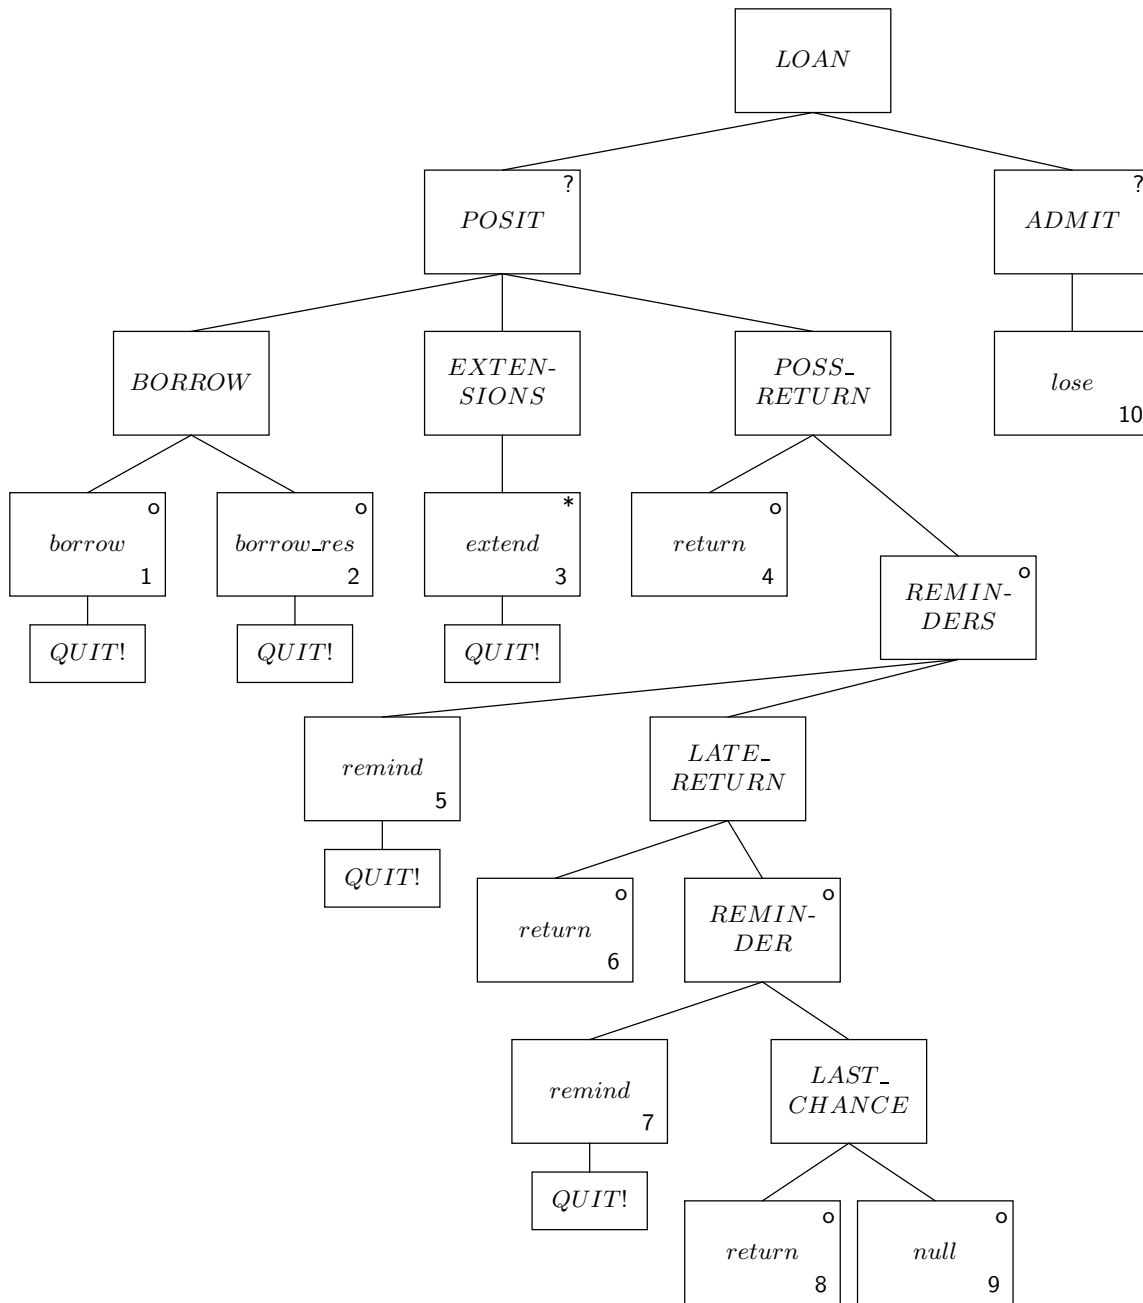 LOAN
?
POSIT
?
ADMIT
BORROW
EXTEN-
SIONS
POSS_
RETURN
lose
10
o
borrow
1
o
borrow_res
2
*
extend
3
o
return
4
o
REMIN-
DERS
QUIT!
QUIT!
QUIT!
remind
5
LATE_
RETURN
QUIT!
o
return
6
o
REMIN-
DER
remind
7
LAST_
CHANCE
QUIT!
o
return
8
o
null
9